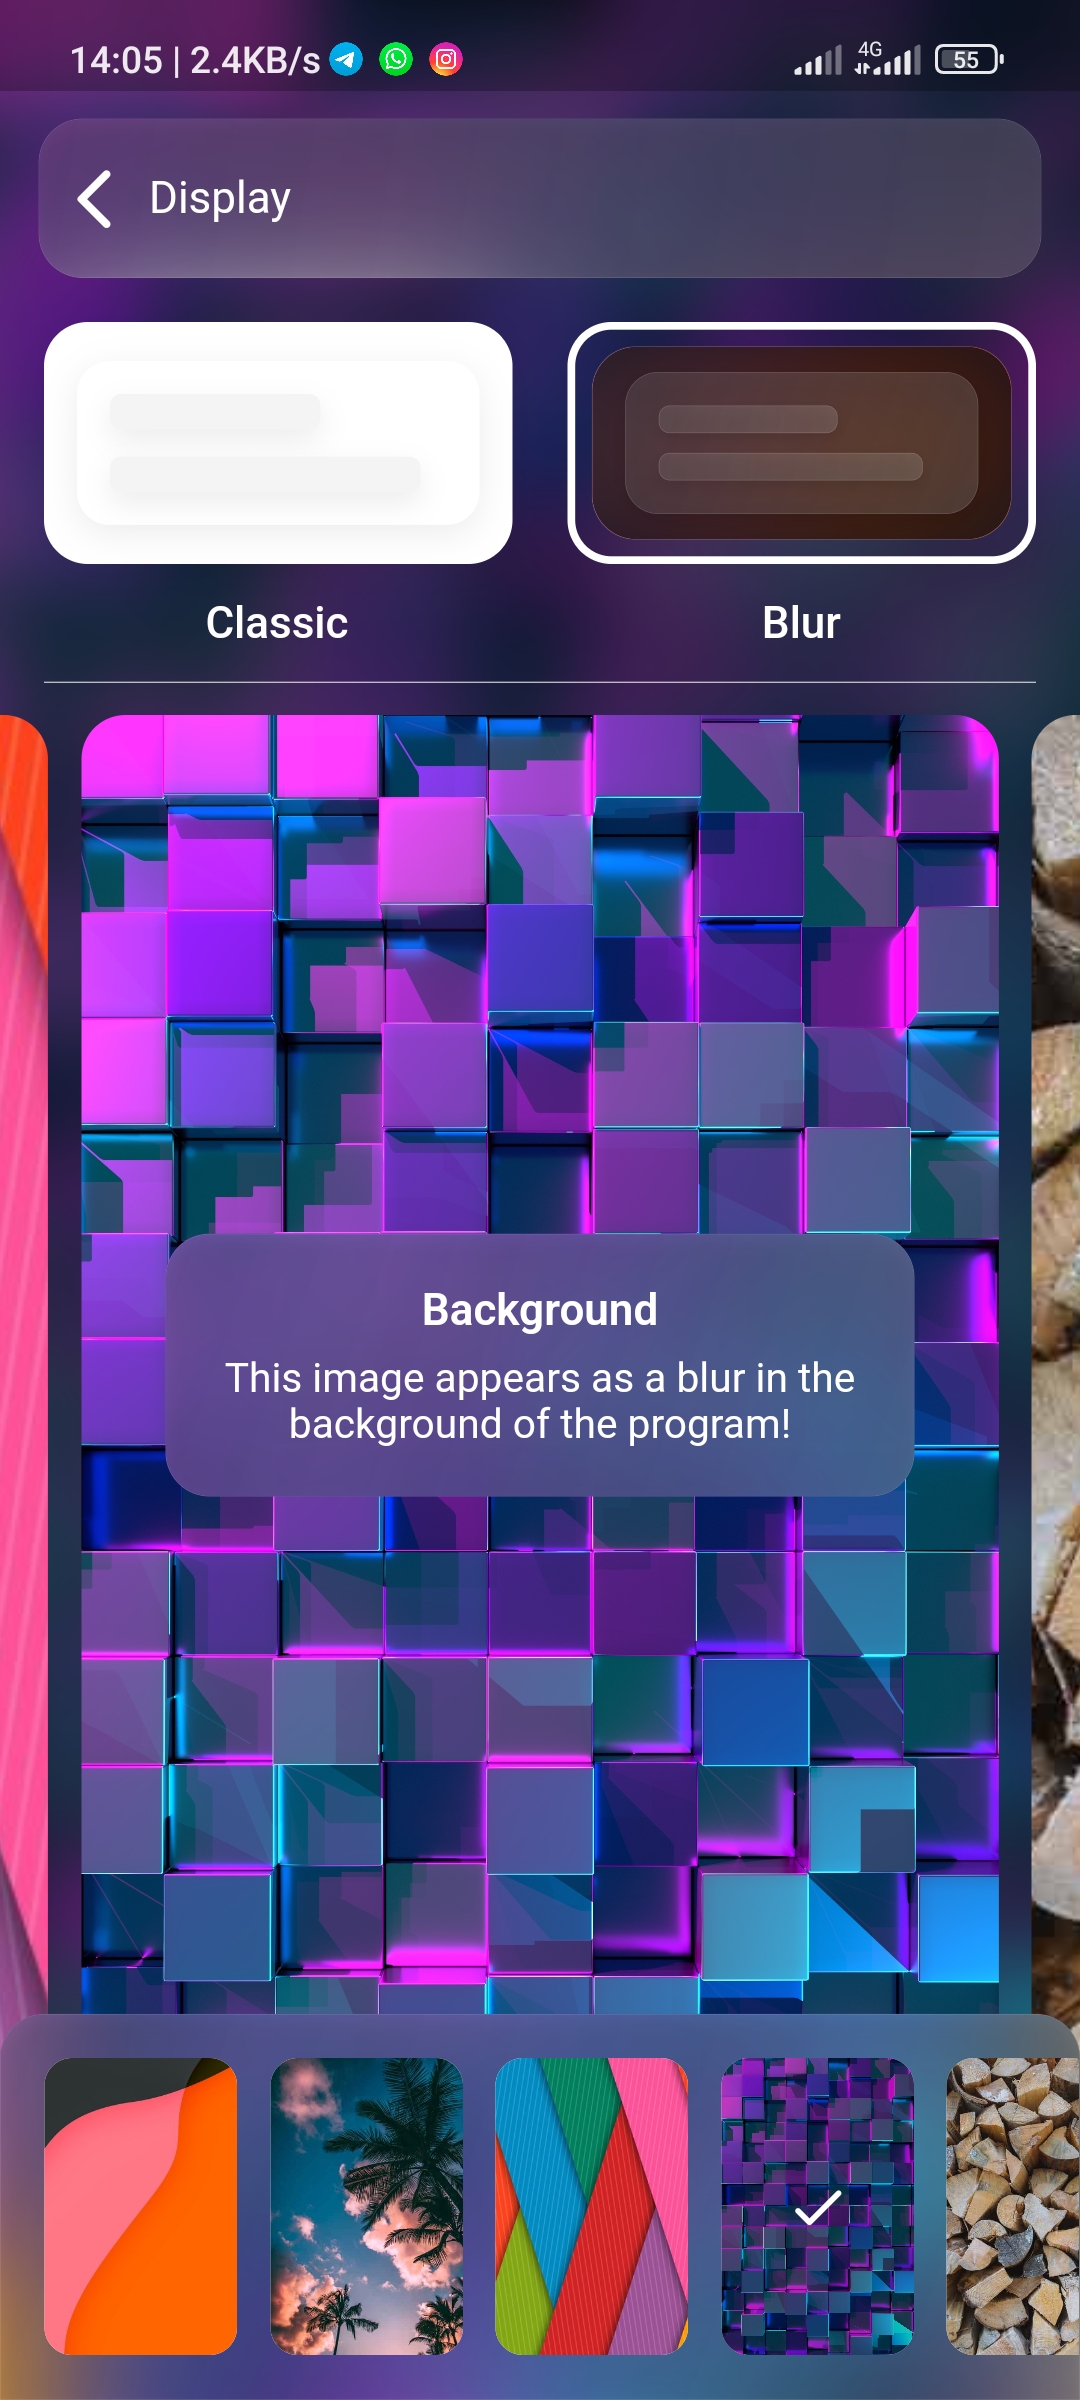 14:05 | 2.4KB/s
4G
55
Display
Classic
Blur
Background
This image appears as a blur in the
background of the program!